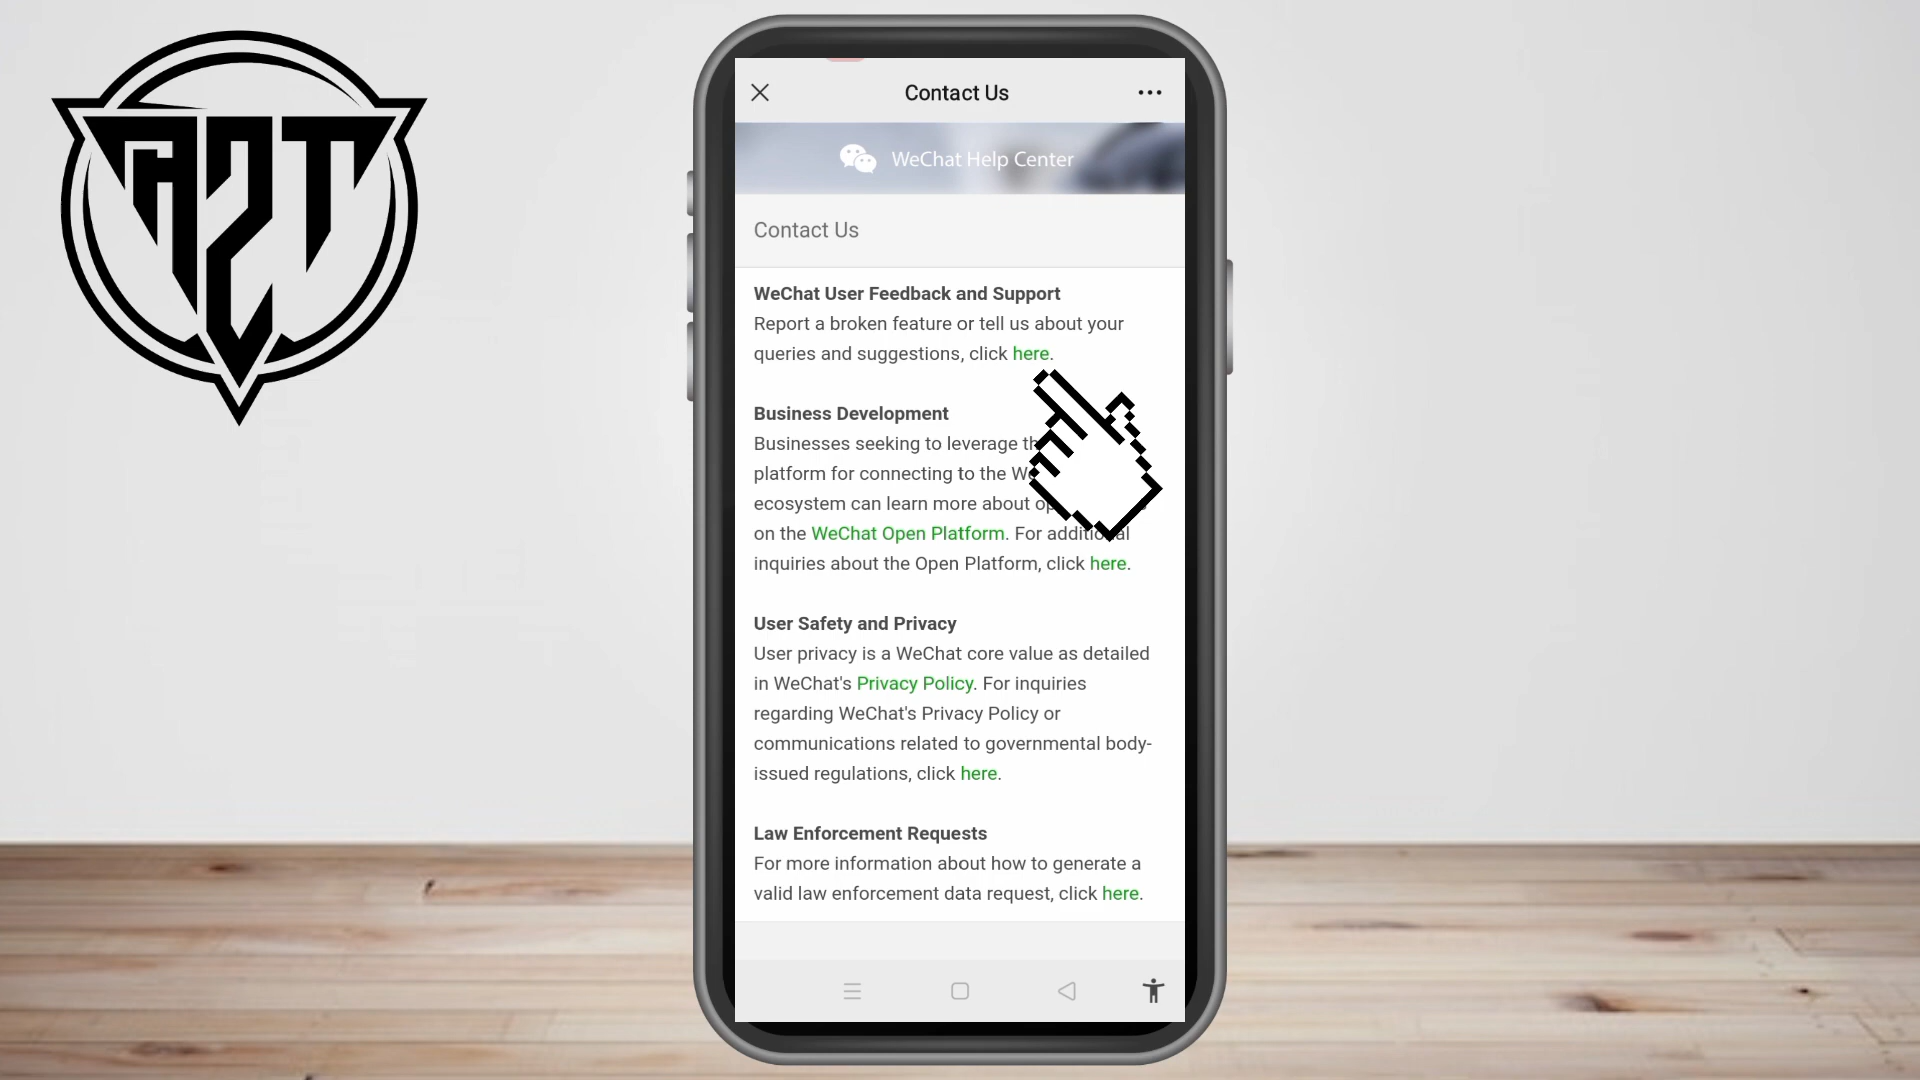 A2T
Contact Us
WeChat Help Center
Contact Us
WeChat User Feedback and Support
Report a broken feature or tell us about your
queries and suggestions, click here.
Business Development
Businesses seeking to leverage
platform for connecting to the
ecosystem can learn more about
on the WeChat Open Platform. For additional
inquiries about the Open Platform, click here.
User Safety and Privacy
User privacy is a WeChat core value as detailed
in WeChat's Privacy Policy. For inquiries
regarding WeChat's Privacy Policy or
communications related to governmental body-
issued regulations, click here.
Law Enforcement Requests
For more information about how to generate a
valid law enforcement data request, click here.